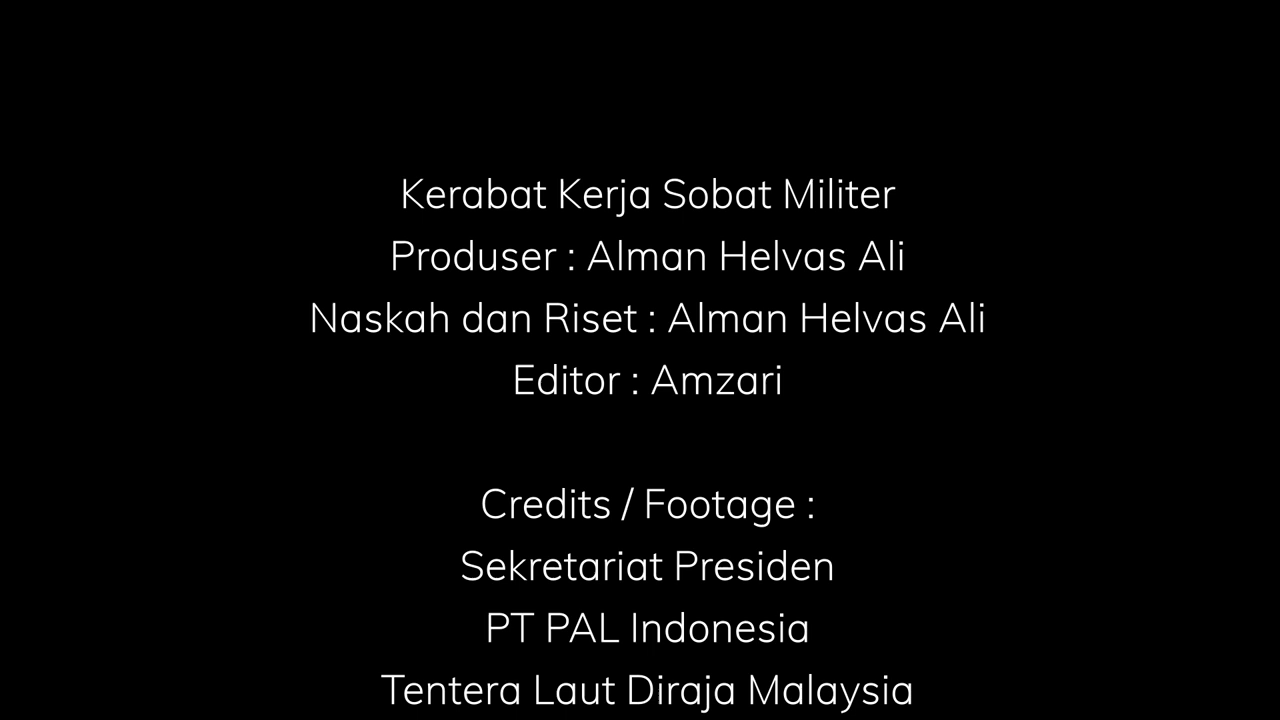 Kerabat Kerja Sobat Militer
Produser : Alman Helvas Ali
Naskah dan Riset : Alman Helvas Ali
Editor : Amzari
Credits / Footage :
Sekretariat Presiden
PT PAL Indonesia
Tentera Laut Diraja Malaysia